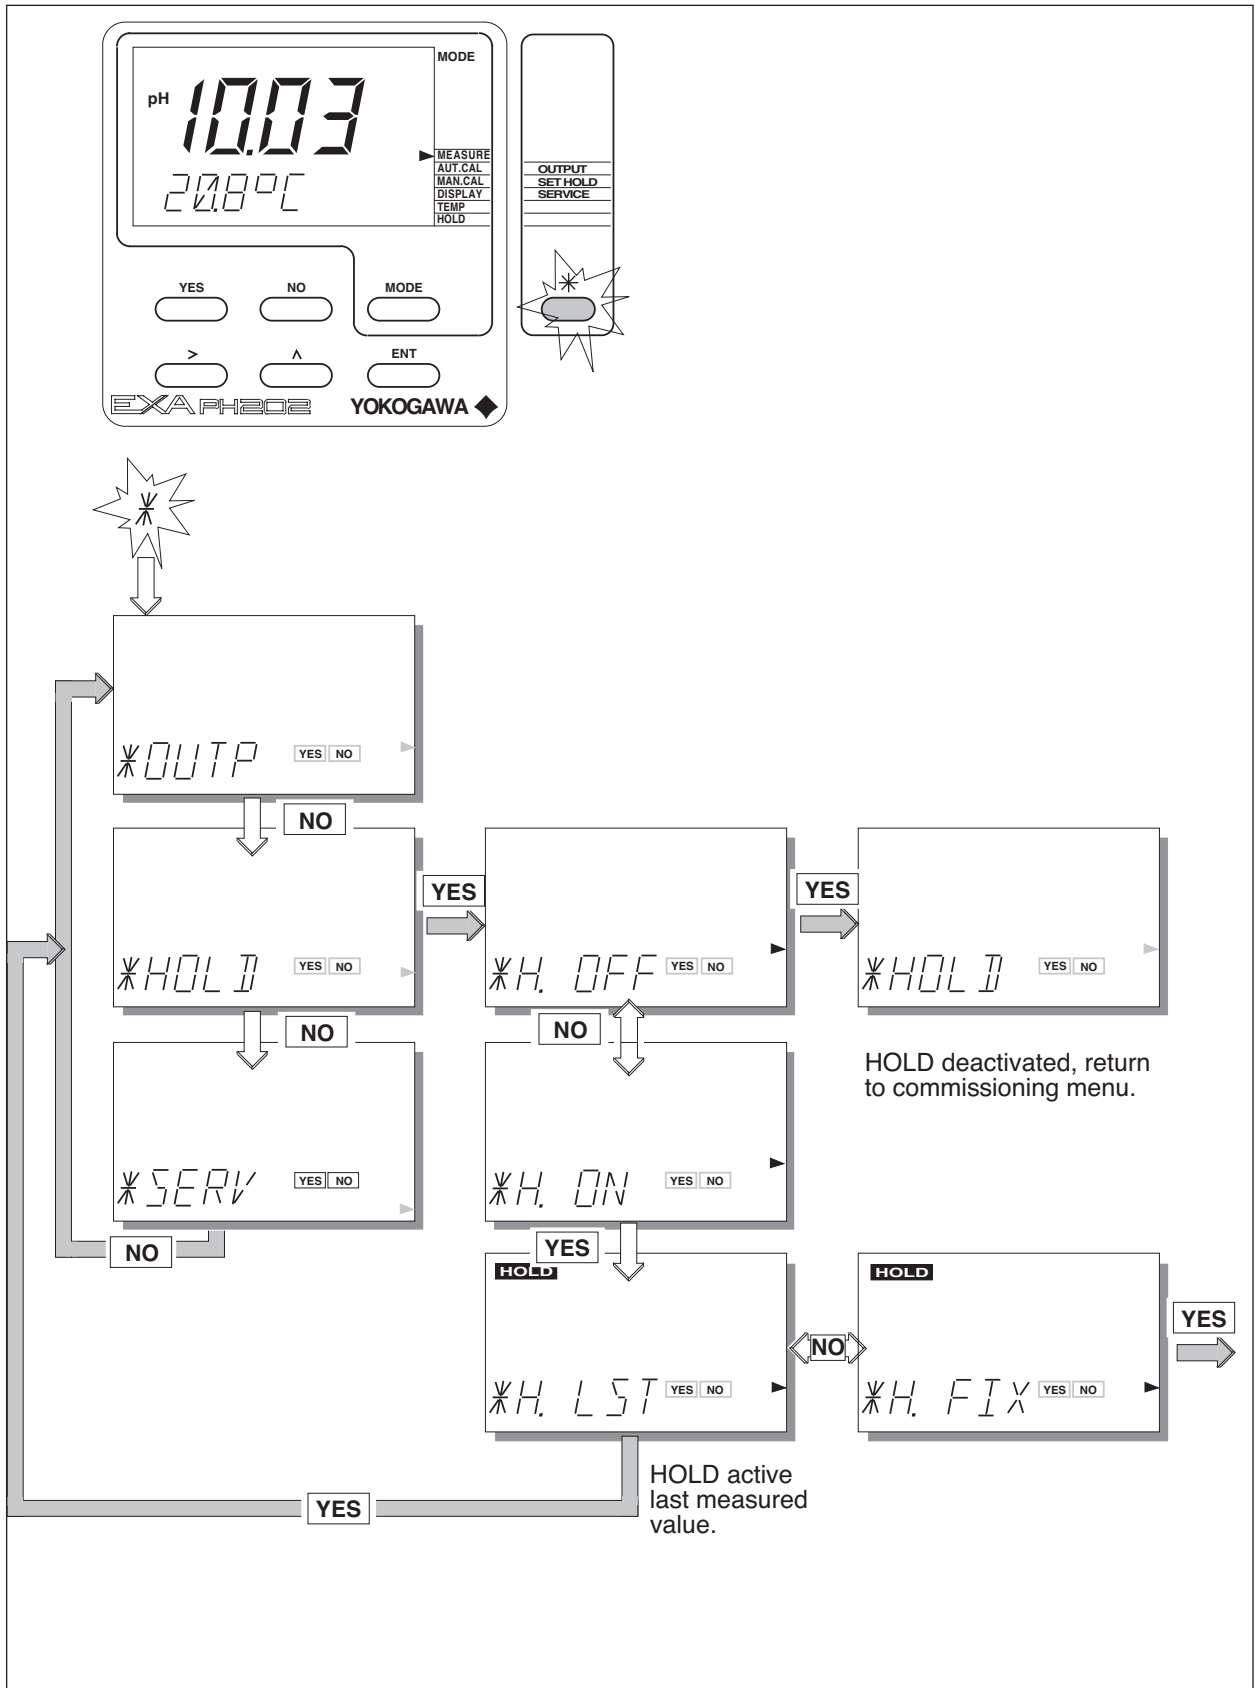 MODE
pH 10.03
MEASURE
AUT.CAL
MAN.CAL
DISPLAY
TEMP
HOLD
20.8°C
OUTPUT
SET HOLD
SERVICE
*
YES NO MODE
> ∧ ENT
EXA PH202 YOKOGAWA
*
*OUTP YES NO
NO
*HOLD YES NO
YES
*H. OFF YES NO
YES
*HOLD YES NO
NO
NO
HOLD deactivated, return
to commissioning menu.
*SERV YES NO
*H. ON YES NO
NO
YES
HOLD
*H. LST YES NO
NO
HOLD
*H. FIX YES NO
YES
HOLD active
last measured
value.
YES